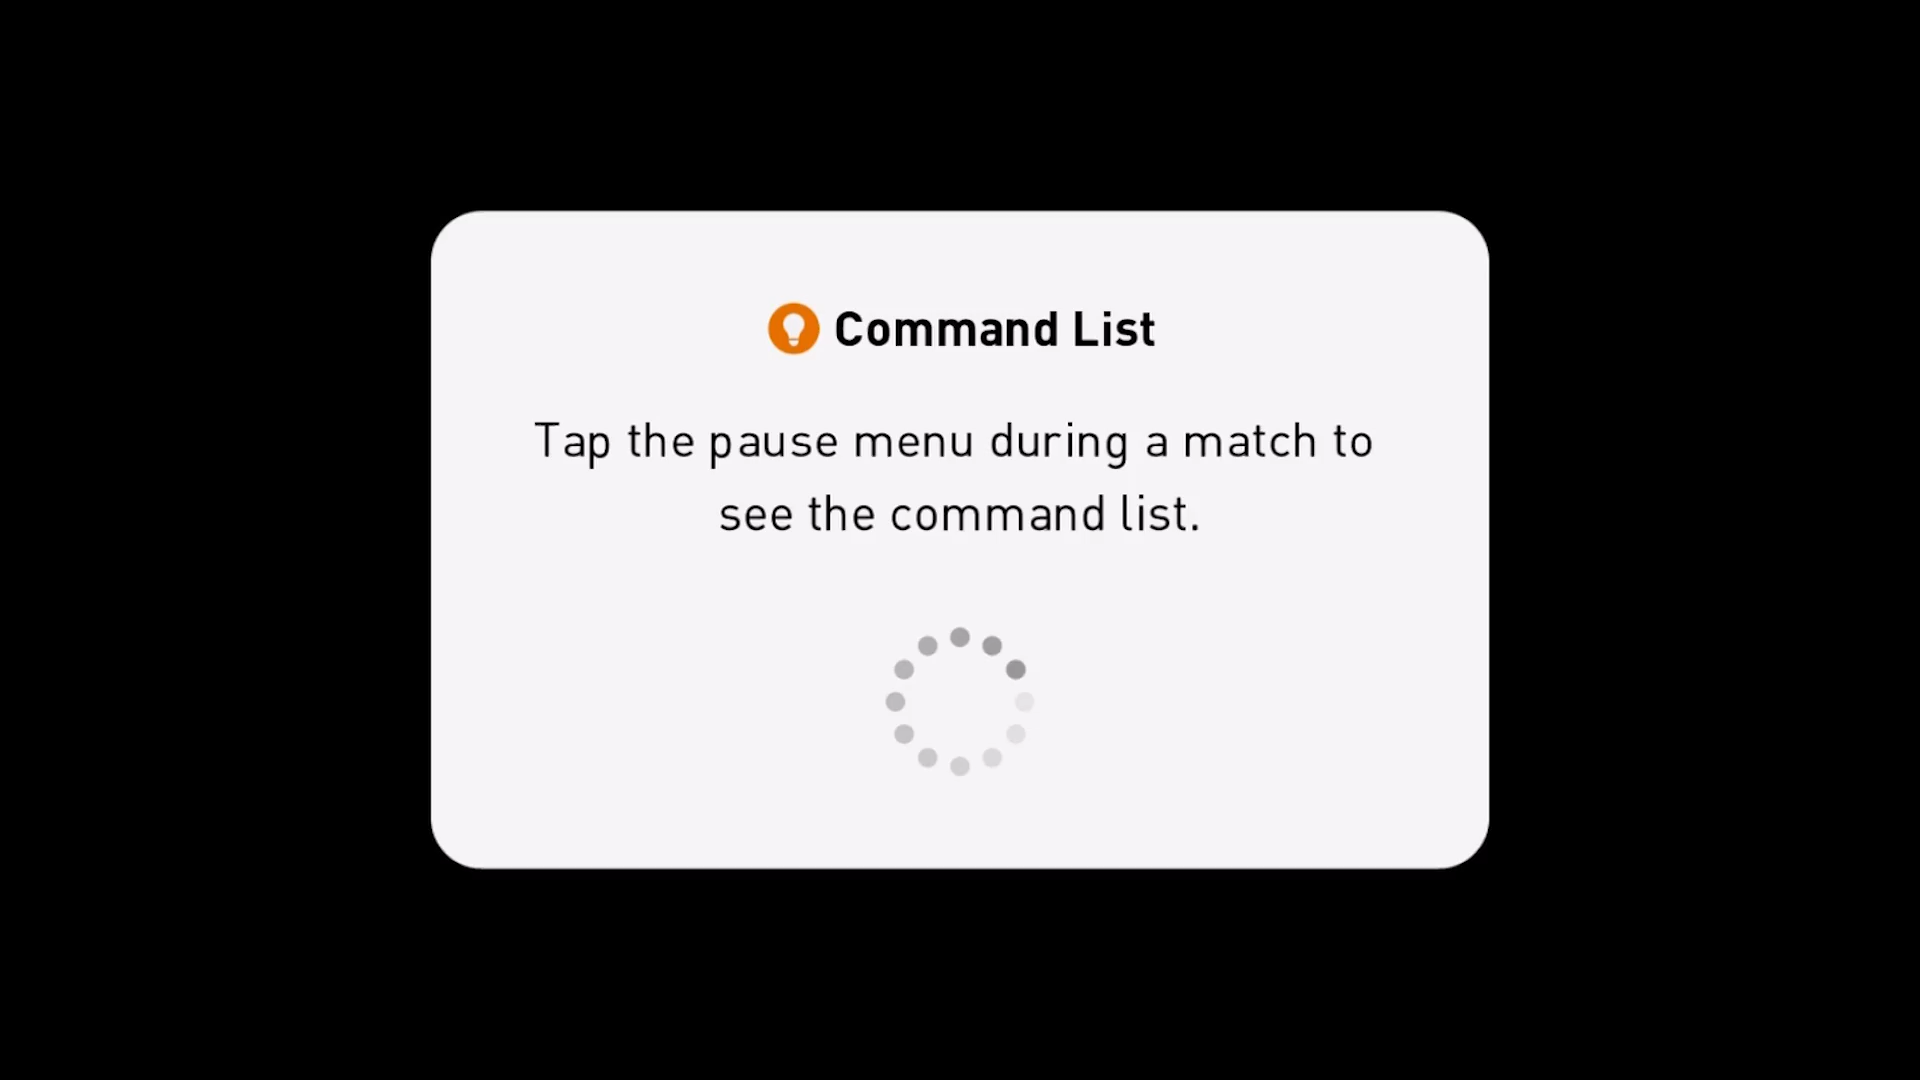 Command List
Tap the pause menu during a match to
see the command list.